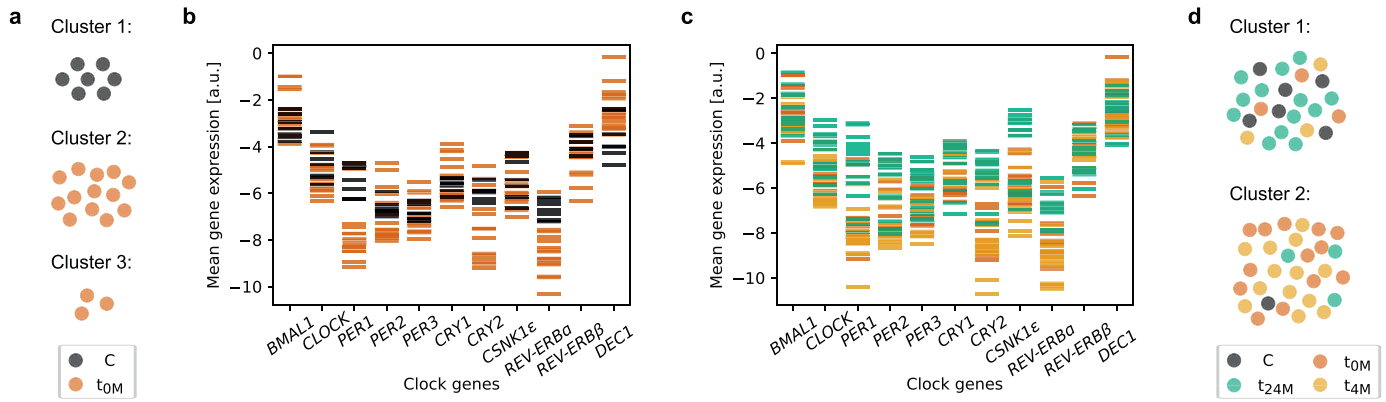 a
Cluster 1:
Cluster 2:
Cluster 3:
C
t0M
b
Mean gene expression [a.u.]
0
−2
−4
−6
−8
−10
BMAL1
CLOCK
PER1
PER2
PER3
CRY1
CRY2
CSNK1ε
REV-ERBα
REV-ERBβ
DEC1
Clock genes
c
Mean gene expression [a.u.]
0
−2
−4
−6
−8
−10
BMAL1
CLOCK
PER1
PER2
PER3
CRY1
CRY2
CSNK1ε
REV-ERBα
REV-ERBβ
DEC1
Clock genes
d
Cluster 1:
Cluster 2:
C t0M
t24M t4M